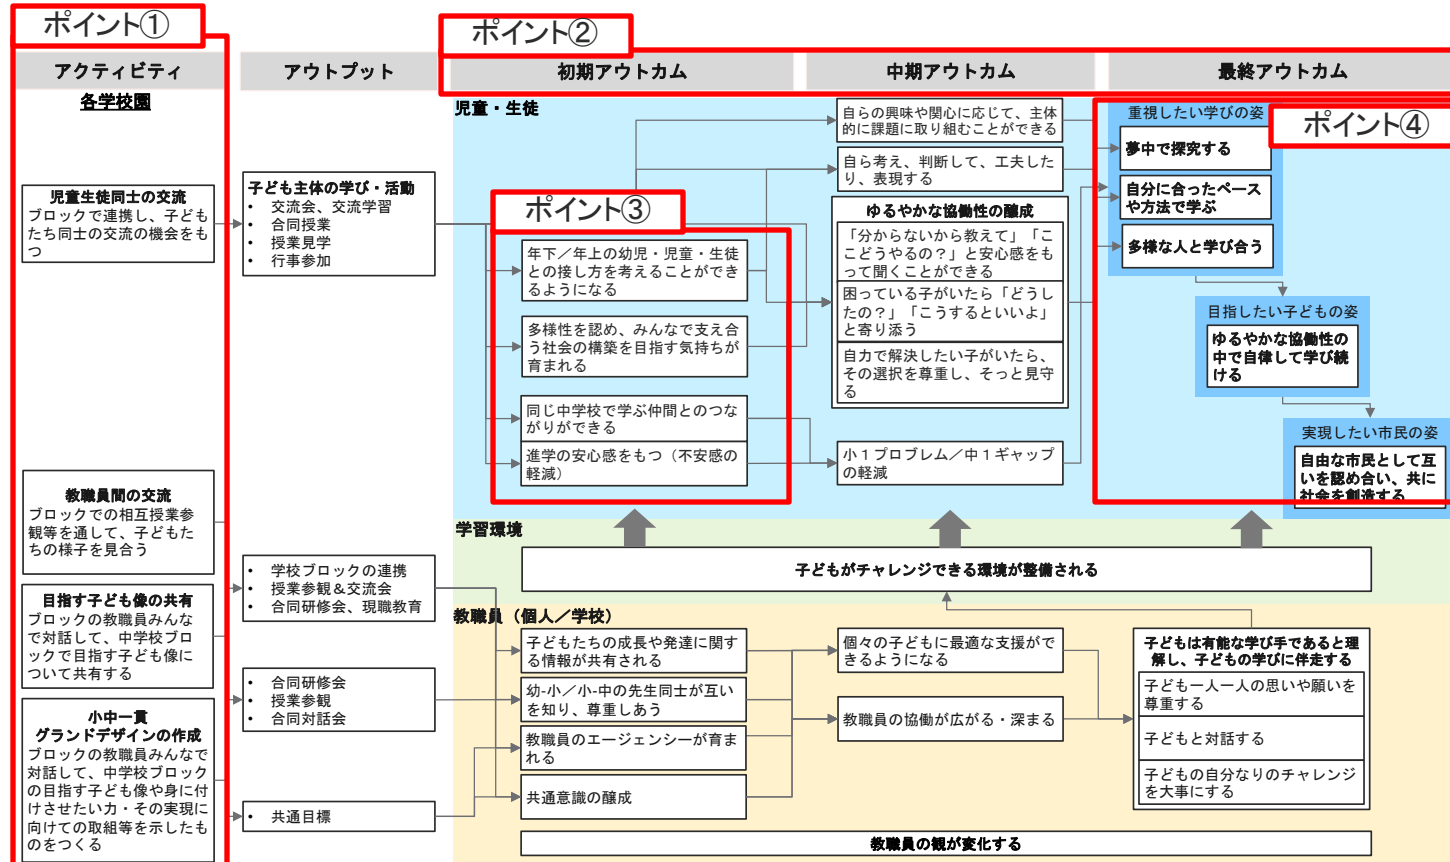 ポイント①
ポイント②
アクティビティ
アウトプット
初期アウトカム
中期アウトカム
最終アウトカム
各学校園
児童生徒同士の交流
ブロックで連携し、子ども
たち同士の交流の機会をも
つ
教職員間の交流
ブロックでの相互授業参
観等を通して、子どもた
ちの様子を見合う
目指す子ども像の共有
ブロックの教職員みんな
で対話して、中学校ブロ
ックで目指す子ども像に
ついて共有する
小中一貫
グランドデザインの作成
ブロックの教職員みんなで
対話して、中学校ブロック
の目指す子ども像や身に付
けさせたい力・その実現に
向けての取組等を示したも
のをつくる
子ども主体の学び・活動
• 交流会、交流学習
• 合同授業
• 授業見学
• 行事参加
• 学校ブロックの連携
• 授業参観＆交流会
• 合同研修会、現職教育
• 合同研修会
• 授業参観
• 合同対話会
• 共通目標
児童・生徒
ポイント③
年下／年上の幼児・児童・生徒
との接し方を考えることができ
るようになる
多様性を認め、みんなで支え合
う社会の構築を目指す気持ちが
育まれる
同じ中学校で学ぶ仲間とのつな
がりができる
進学の安心感をもつ（不安感の
軽減）
自らの興味や関心に応じて、主体
的に課題に取り組むことができる
自ら考え、判断して、工夫した
り、表現する
ゆるやかな協働性の醸成
「分からないから教えて」「こ
こどうやるの？」と安心感をも
って聞くことができる
困っている子がいたら「どうし
たの？」「こうするといいよ」
と寄り添う
自力で解決したい子がいたら、
その選択を尊重し、そっと見守
る
小１プロブレム／中１ギャップ
の軽減
重視したい学びの姿
ポイント④
夢中で探究する
自分に合ったペース
や方法で学ぶ
多様な人と学び合う
目指したい子どもの姿
ゆるやかな協働性の
中で自律して学び続
ける
実現したい市民の姿
自由な市民として互
いを認め合い、共に
社会を創造する
学習環境
子どもがチャレンジできる環境が整備される
教職員（個人／学校）
子どもたちの成長や発達に関す
る情報が共有される
幼-小／小-中の先生同士が互い
を知り、尊重しあう
教職員のエージェンシーが育ま
れる
共通意識の醸成
個々の子どもに最適な支援がで
きるようになる
教職員の協働が広がる・深まる
子どもは有能な学び手であると理
解し、子どもの学びに伴走する
子ども一人一人の思いや願いを
尊重する
子どもと対話する
子どもの自分なりのチャレンジ
を大事にする
教職員の観が変化する